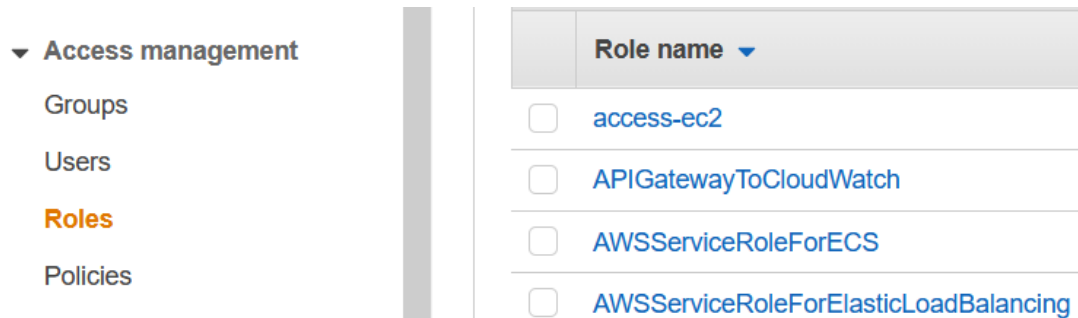 Access management
Groups
Users
Roles
Policies
Role name
access-ec2
APIGatewayToCloudWatch
AWSServiceRoleForECS
AWSServiceRoleForElasticLoadBalancing